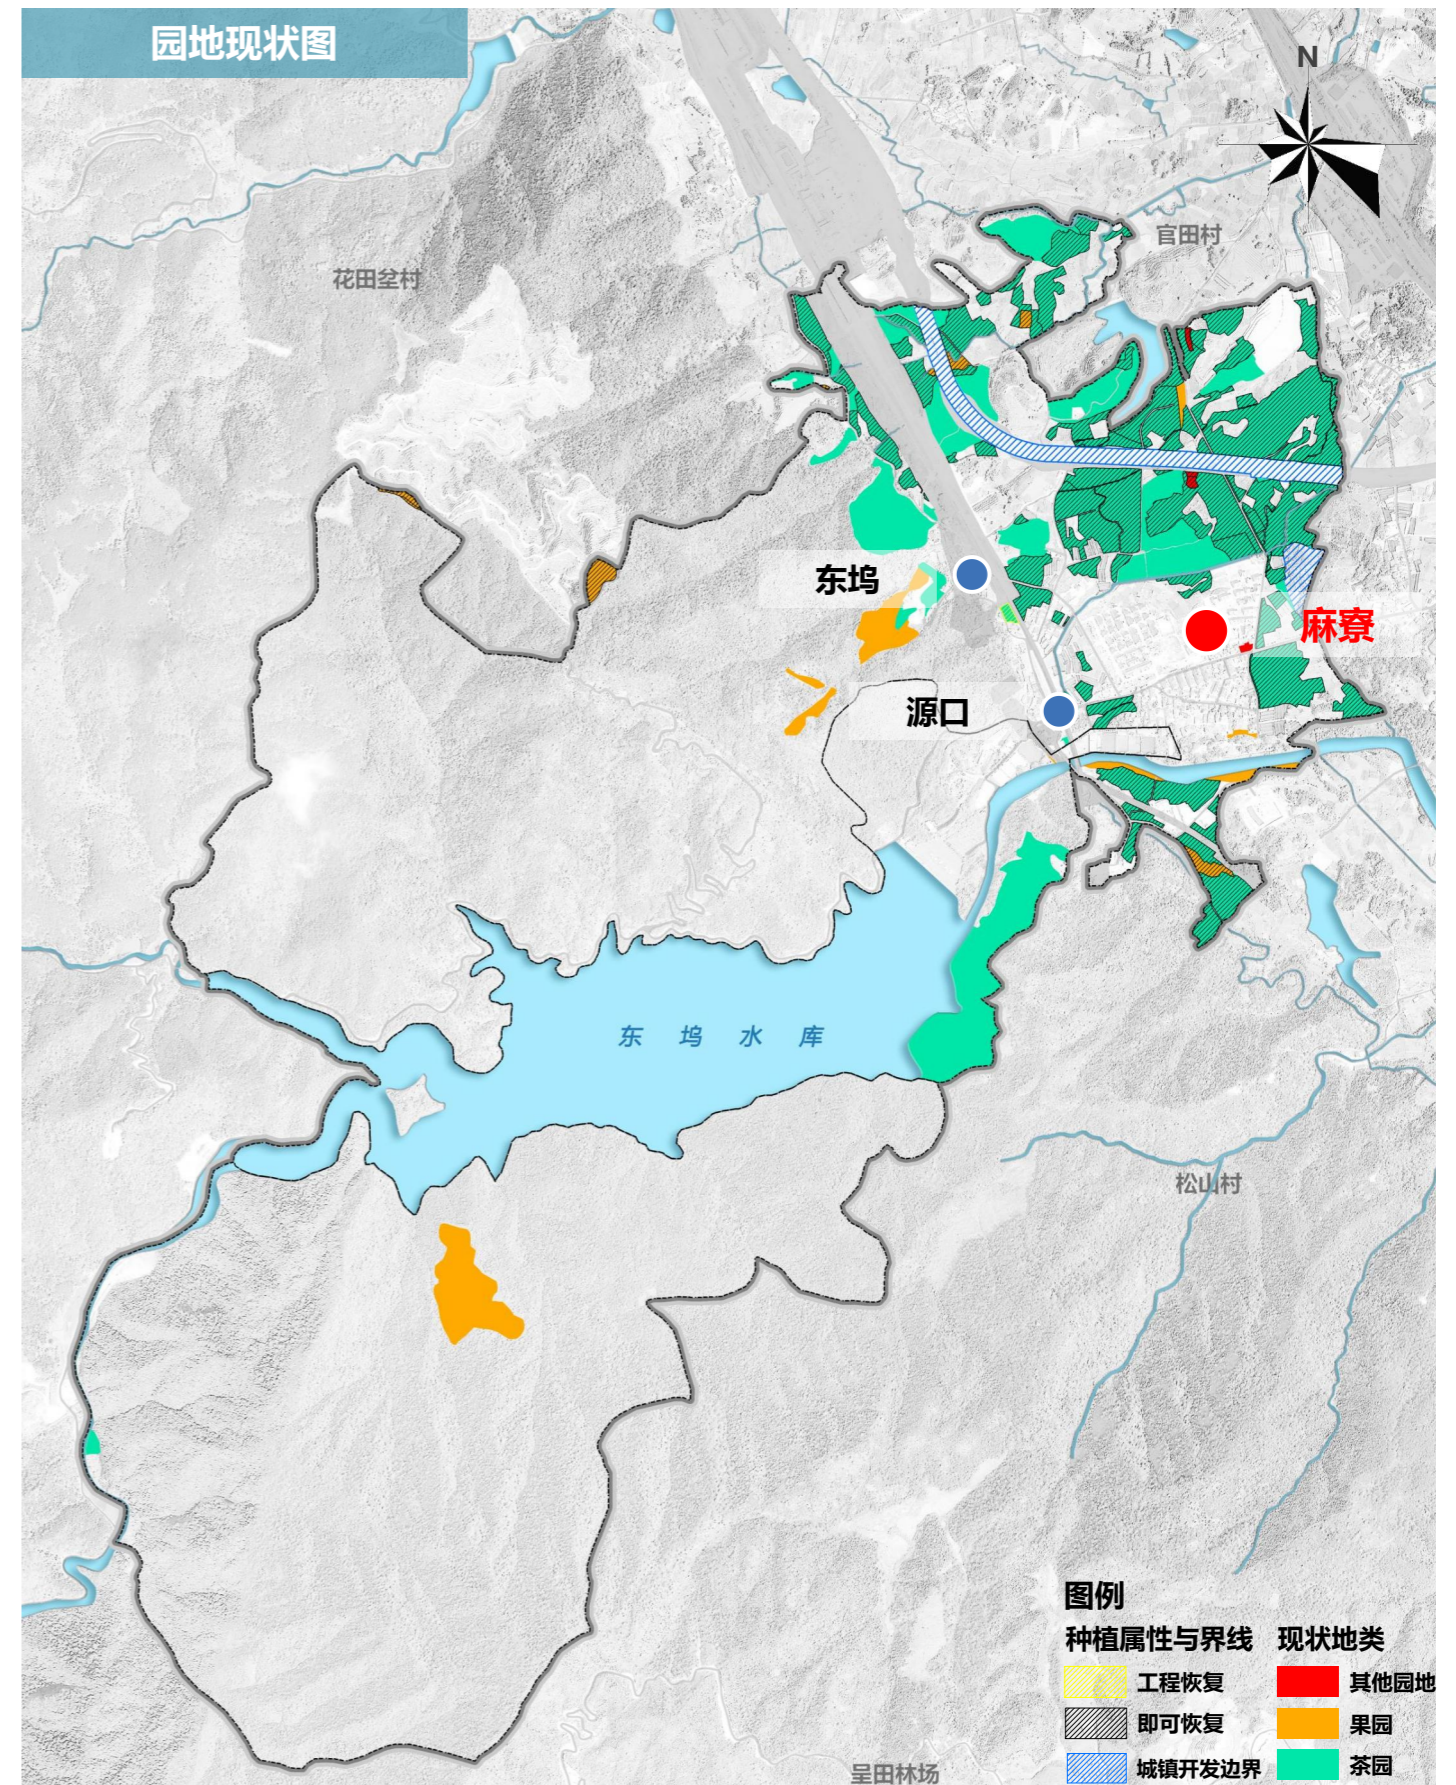 园地现状图
N
官田村
花田坌村
东坞
麻寮
源口
东坞水库
松山村
图例
种植属性与界线 现状地类
工程恢复 其他园地
即可恢复 果园
城镇开发边界 茶园
呈田林场